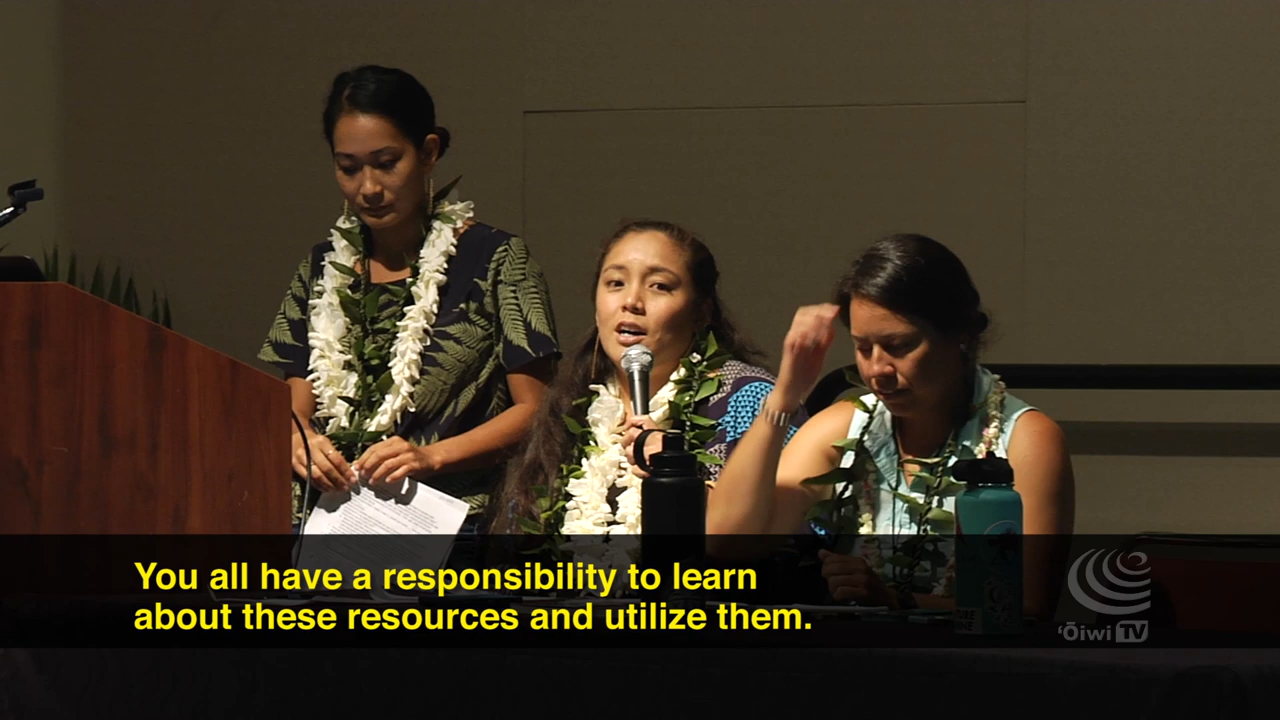 You all have a responsibility to learn
about these resources and utilize them.
ʻŌiwi TV